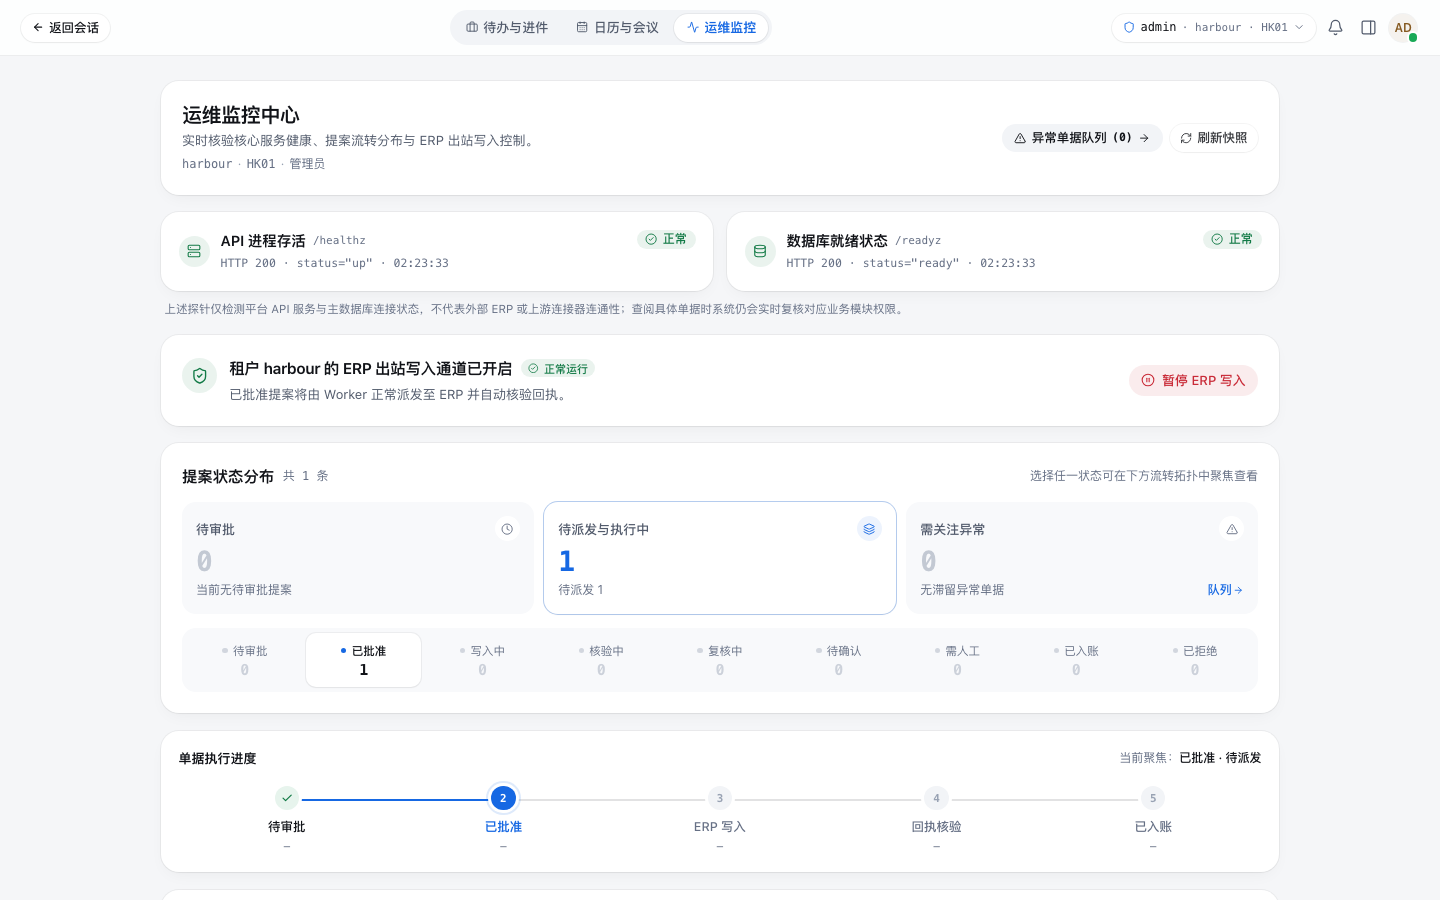 返回会话
待办与进件
日历与会议
运维监控
admin · harbour · HK01
AD
运维监控中心
实时核验核心服务健康、提案流转分布与 ERP 出站写入控制。
harbour · HK01 · 管理员
异常单据队列 (0) →
刷新快照
API 进程存活 /healthz
正常
HTTP 200 · status="up" · 02:23:33
数据库就绪状态 /readyz
正常
HTTP 200 · status="ready" · 02:23:33
上述探针仅检测平台 API 服务与主数据库连接状态，不代表外部 ERP 或上游连接器连通性；查阅具体单据时系统仍会实时复核对应业务模块权限。
租户 harbour 的 ERP 出站写入通道已开启 正常运行
已批准提案将由 Worker 正常派发至 ERP 并自动核验回执。
暂停 ERP 写入
提案状态分布 共 1 条
选择任一状态可在下方流转拓扑中聚焦查看
待审批
0
当前无待审批提案
待派发与执行中
1
待派发 1
需关注异常
0
无滞留异常单据
队列→
待审批
0
已批准
1
写入中
0
核验中
0
复核中
0
待确认
0
需人工
0
已入账
0
已拒绝
0
单据执行进度
当前聚焦：已批准 · 待派发
2
3
4
5
待审批
已批准
ERP 写入
回执核验
已入账
–
–
–
–
–